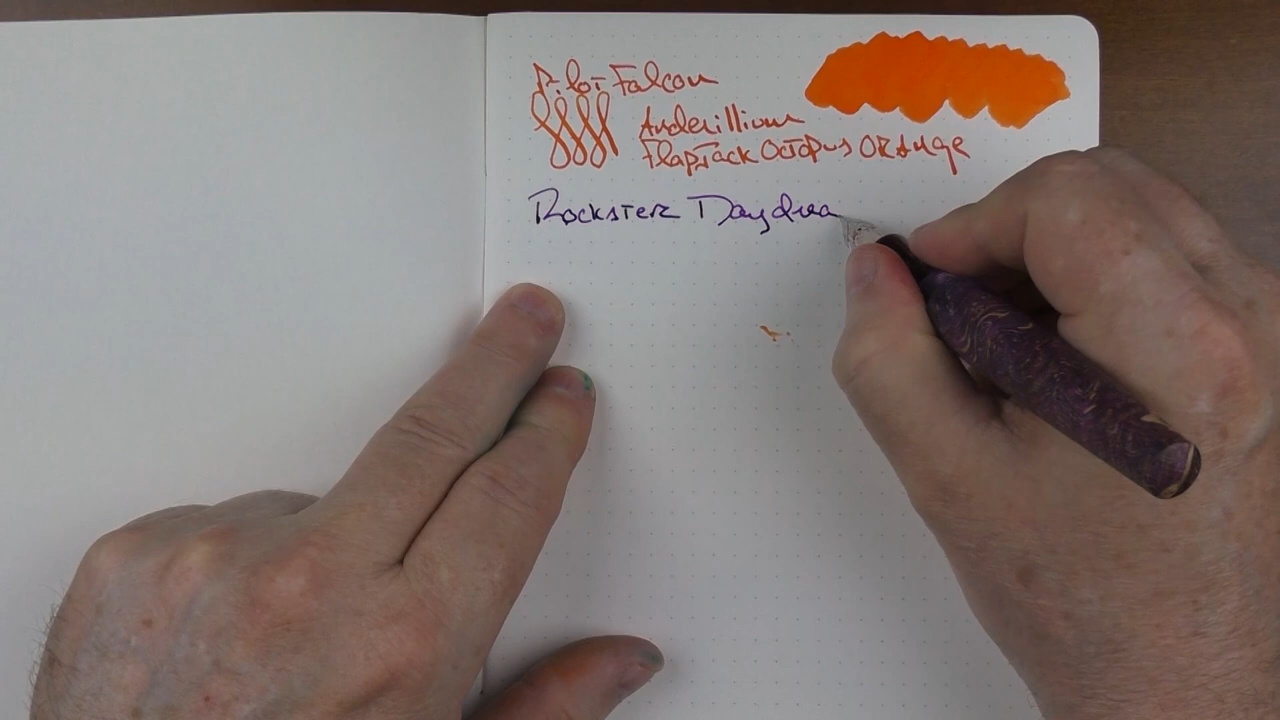 Pilot Falcon
Anderillium
Flapjack Octopus Orange
Rockster Daydrea